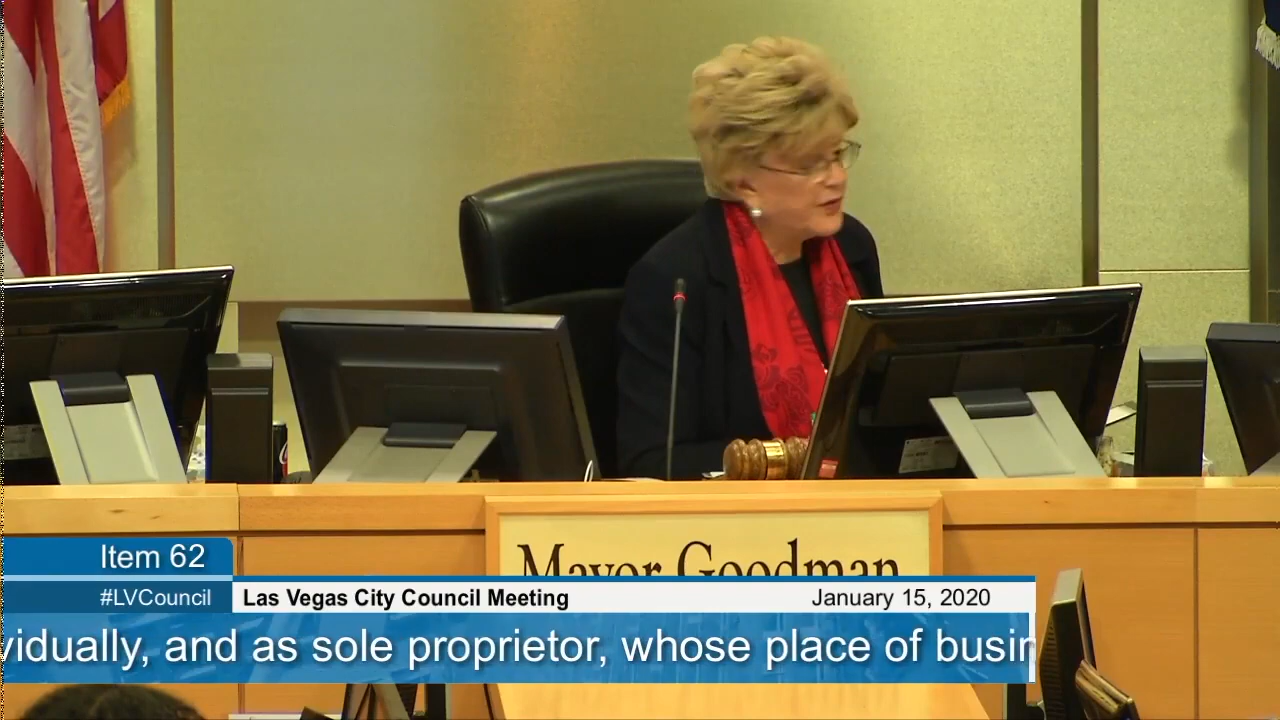 Mayor Goodman
Item 62
#LVCouncil
Las Vegas City Council Meeting
January 15, 2020
vidually, and as sole proprietor, whose place of busin